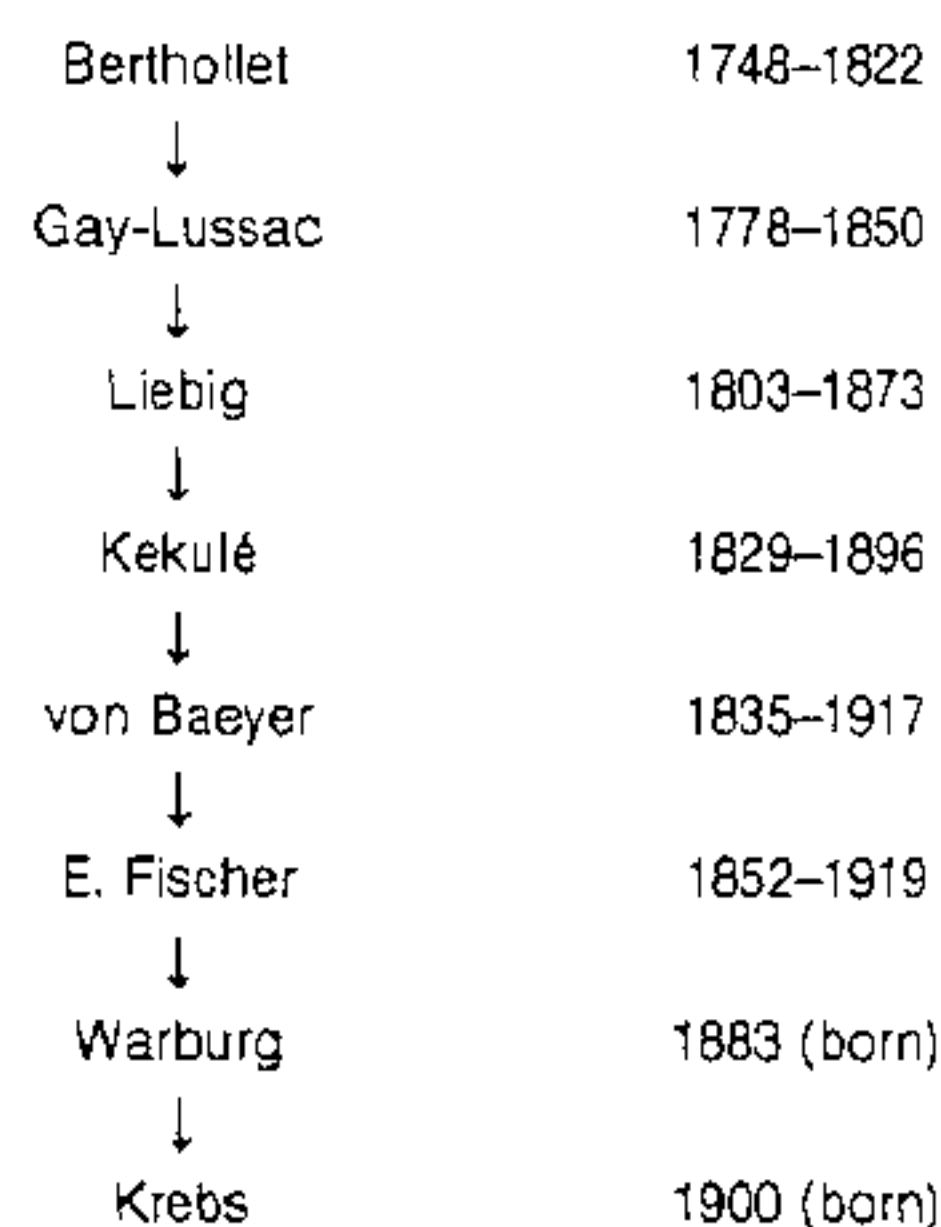 Berthollet 1748–1822
↓
Gay-Lussac 1778–1850
↓
Liebig 1803–1873
↓
Kekulé 1829–1896
↓
von Baeyer 1835–1917
↓
E. Fischer 1852–1919
↓
Warburg 1883 (born)
↓
Krebs 1900 (born)